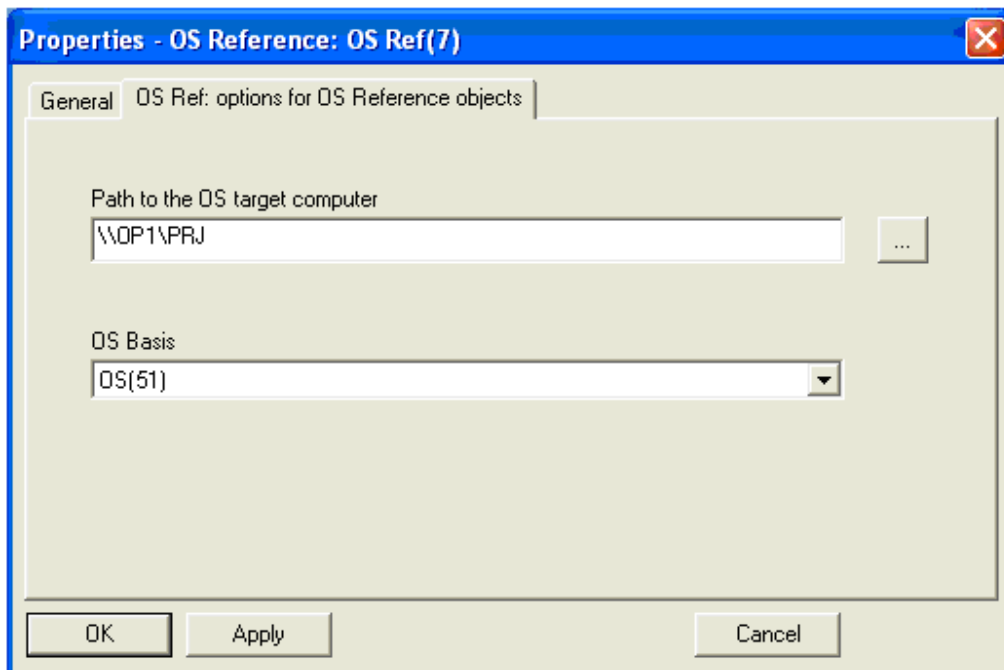 Properties - OS Reference: OS Ref(7)
General OS Ref: options for OS Reference objects
Path to the OS target computer
\\OP1\PRJ ...
OS Basis
OS(51)
OK Apply Cancel